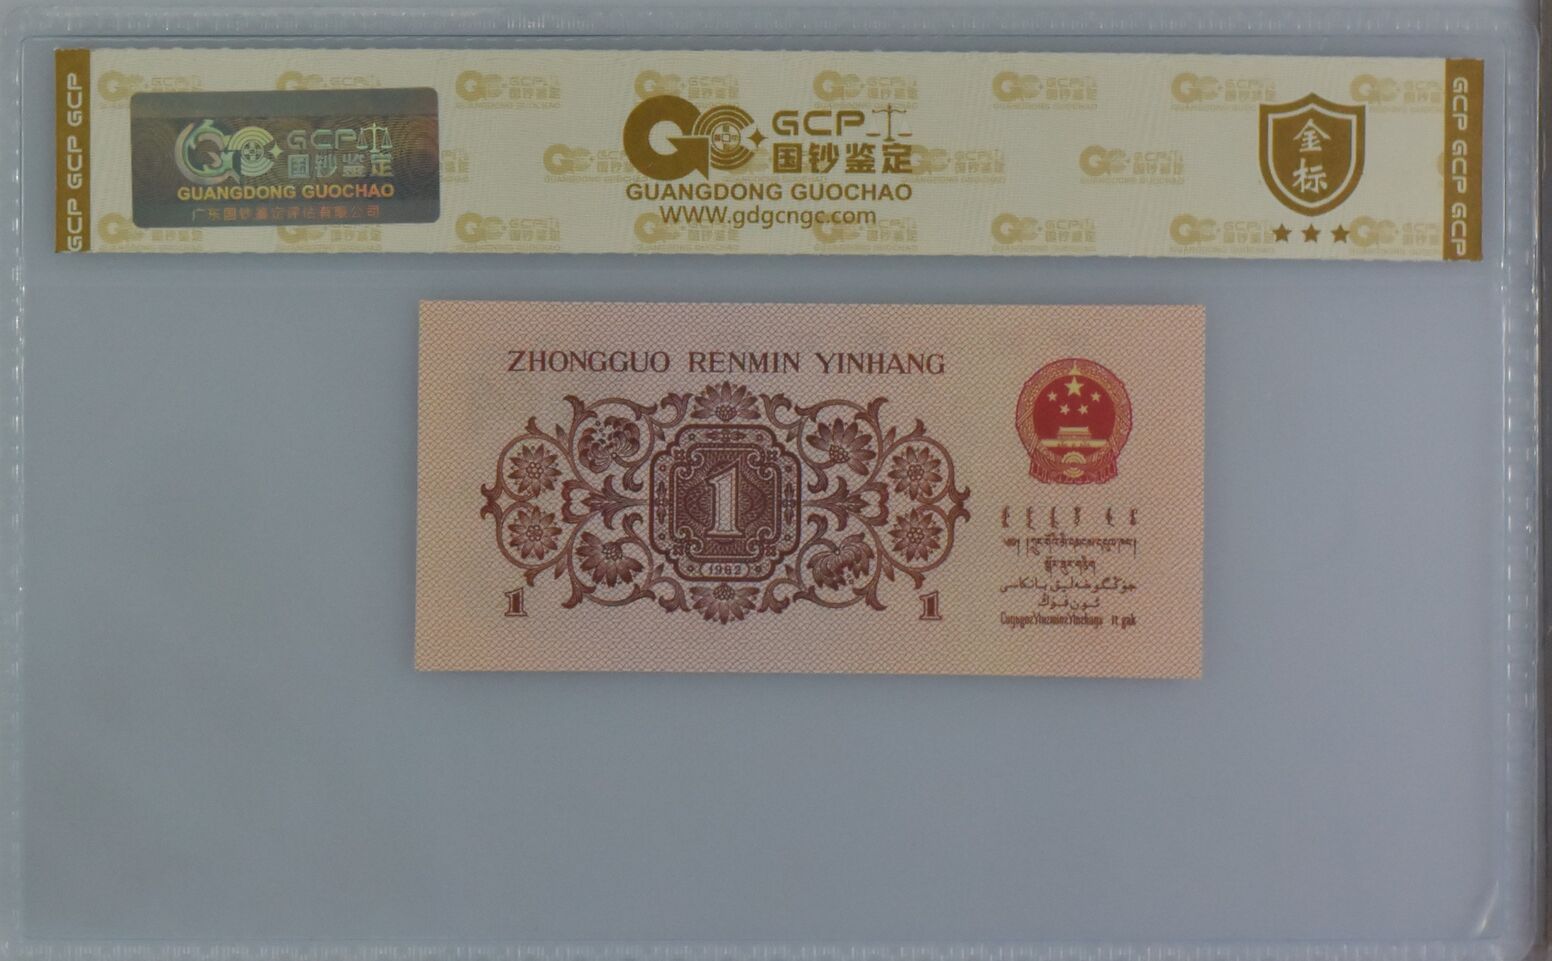 GCP GCP GCP
GCP
国钞鉴定
GUANGDONG GUOCHAO
广东国钞鉴定评估有限公司
GCP
国钞鉴定
GUANGDONG GUOCHAO
WWW.gdgcngc.com
金
标
GCP GCP GCP
ZHONGGUO RENMIN YINHANG
1
1962
1
1